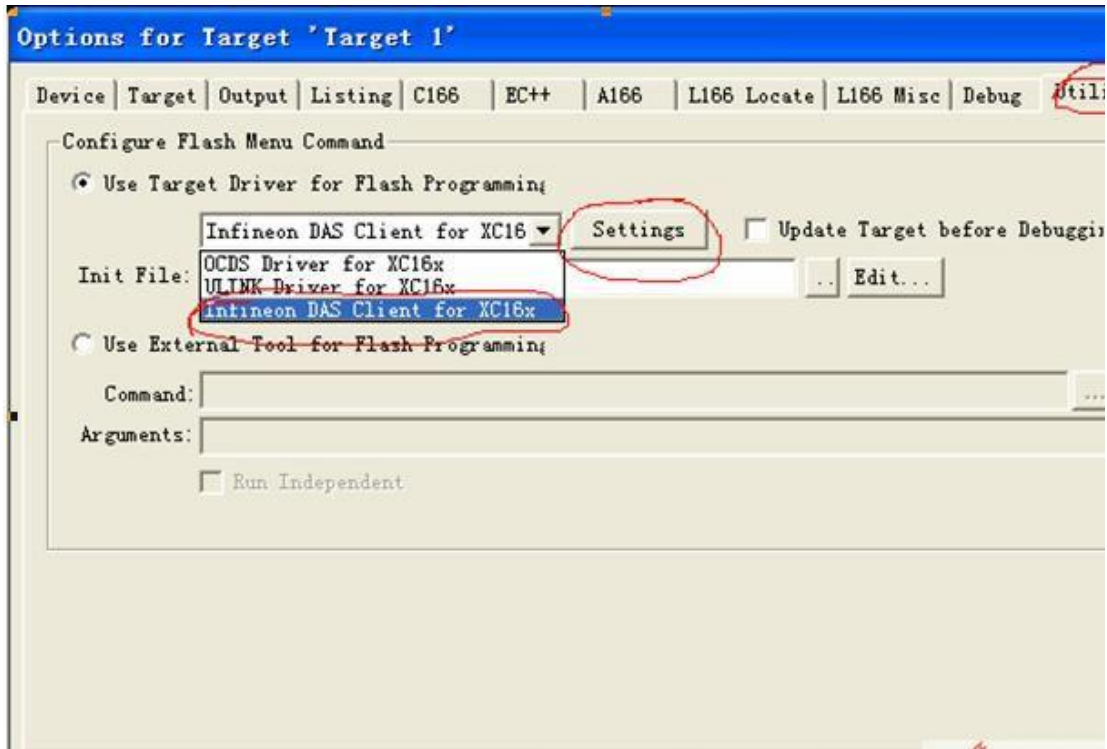 Options for Target 'Target 1'
Device Target Output Listing C166 EC++ A166 L166 Locate L166 Misc Debug Utili
Configure Flash Menu Command
Use Target Driver for Flash Programming
Infineon DAS Client for XC16 Settings Update Target before Debuggin
OCDS Driver for XC16x
Init File: .. Edit...
ULINK Driver for XC16x
Infineon DAS Client for XC16x
Use External Tool for Flash Programming
Command: ...
Arguments:
Run Independent